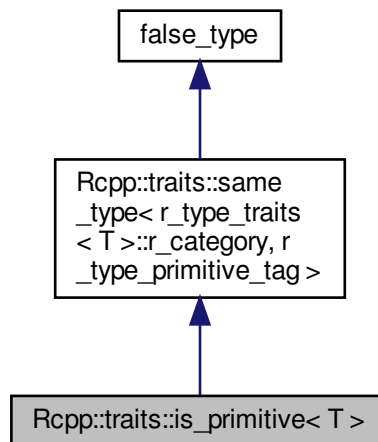 false_type
Rcpp::traits::same
_type< r_type_traits
< T >::r_category, r
_type_primitive_tag >
Rcpp::traits::is_primitive< T >